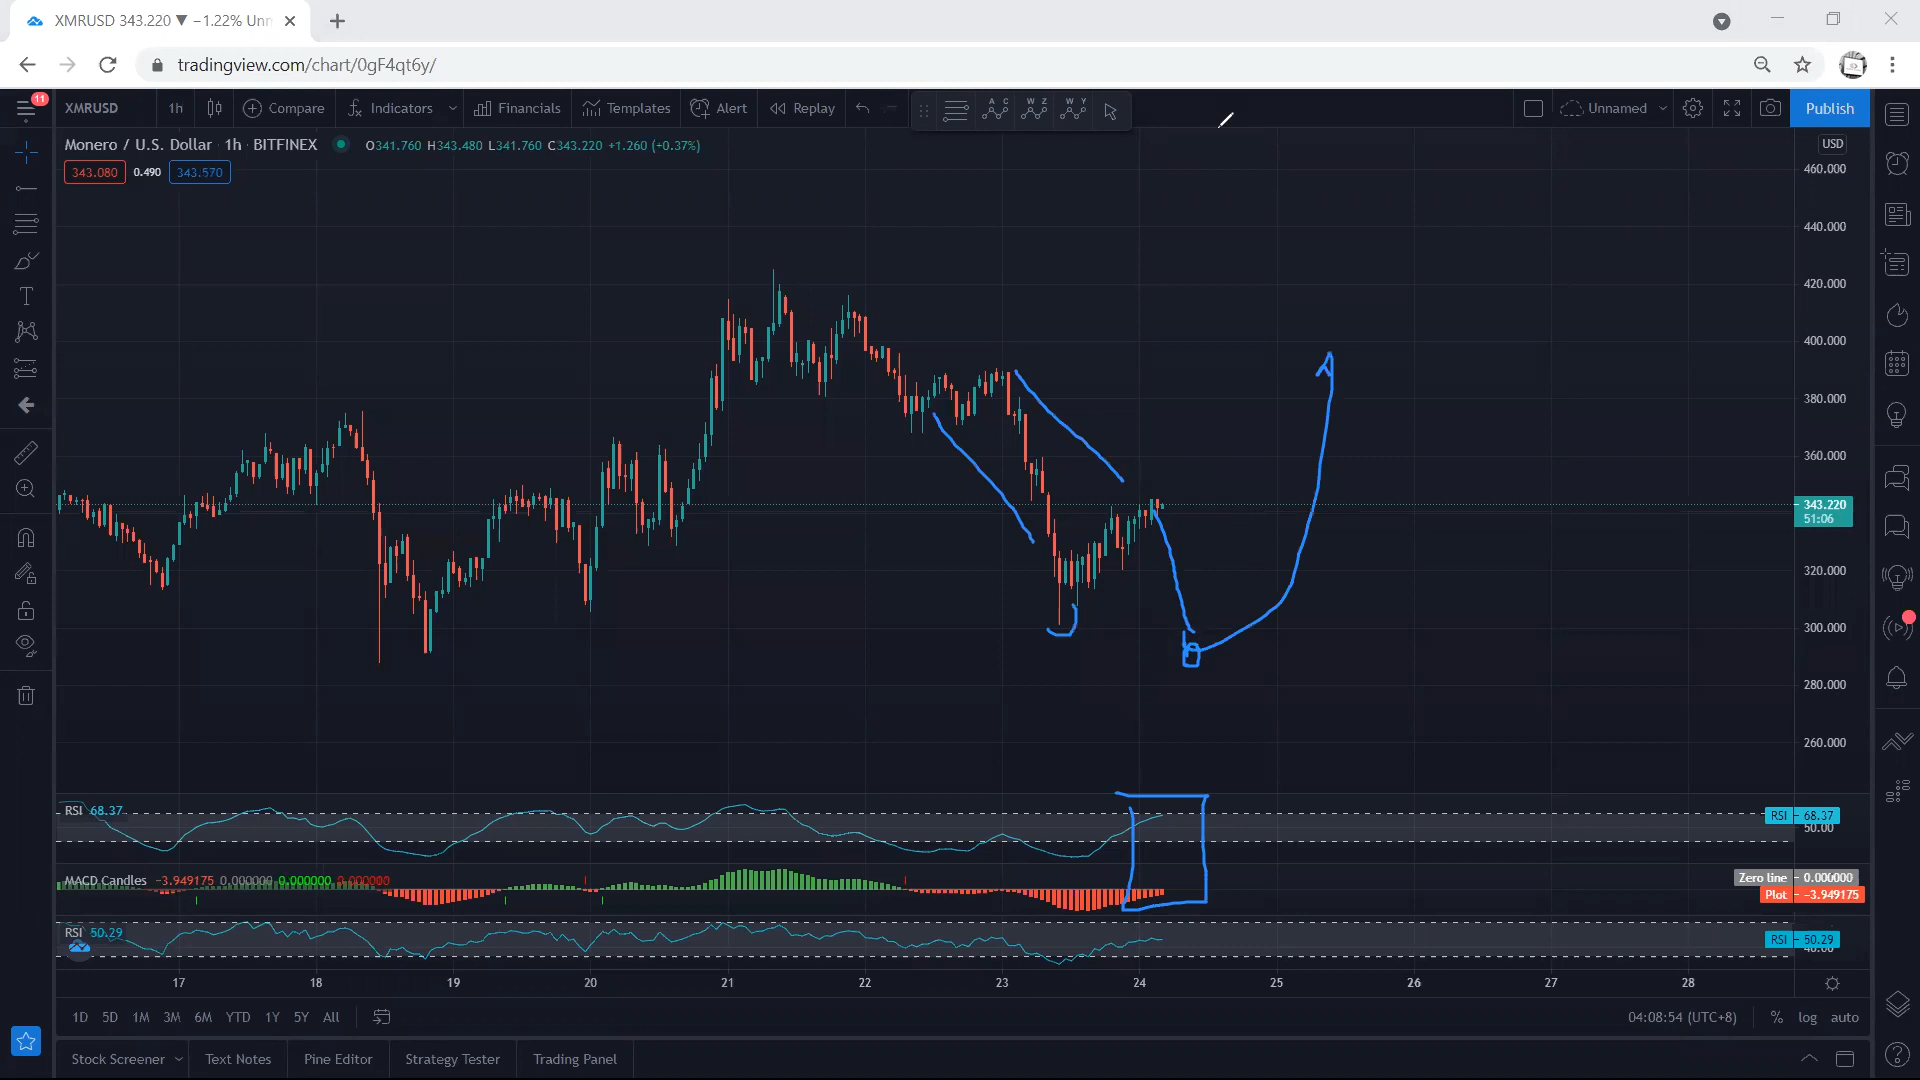 XMRUSD 343.220 ▼ −1.22% Unn
tradingview.com/chart/0gF4qt6y/
11
XMRUSD 1h Compare Indicators Financials Templates Alert Replay A C W Z W Y Unnamed Publish
Monero / U.S. Dollar · 1h · BITFINEX O341.760 H343.480 L341.760 C343.220 +1.260 (+0.37%)
USD
343.080 0.490 343.570
460.000
440.000
420.000
400.000
380.000
360.000
343.220
51:06
320.000
300.000
280.000
260.000
RSI 68.37
RSI 68.37
50.00
MACD Candles −3.949175 0.000000 0.000000 0.000000
Zero line 0.000000
Plot −3.949175
RSI 50.29
RSI 50.29
17 18 19 20 21 22 23 24 25 26 27 28
1D 5D 1M 3M 6M YTD 1Y 5Y All 04:08:54 (UTC+8) % log auto
Stock Screener Text Notes Pine Editor Strategy Tester Trading Panel